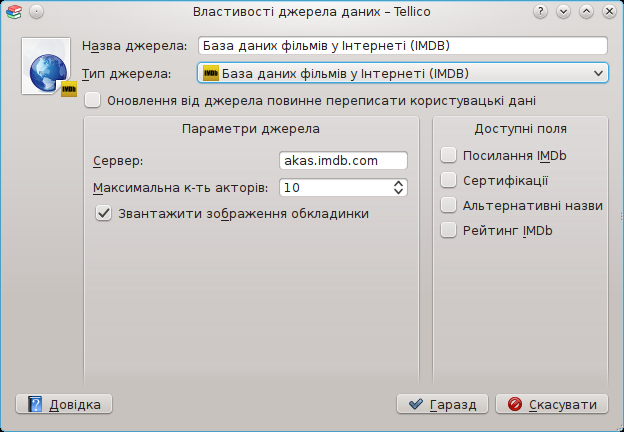 Властивості джерела даних – Tellico
Назва джерела: База даних фільмів у Інтернеті (IMDB)
Тип джерела: IMDb База даних фільмів у Інтернеті (IMDB)
IMDb
Оновлення від джерела повинне переписати користувацькі дані
Параметри джерела
Сервер: akas.imdb.com
Максимальна к-ть акторів: 10
Звантажити зображення обкладинки
Доступні поля
Посилання IMDb
Сертифікації
Альтернативні назви
Рейтинг IMDb
? Довідка
Гаразд
Скасувати